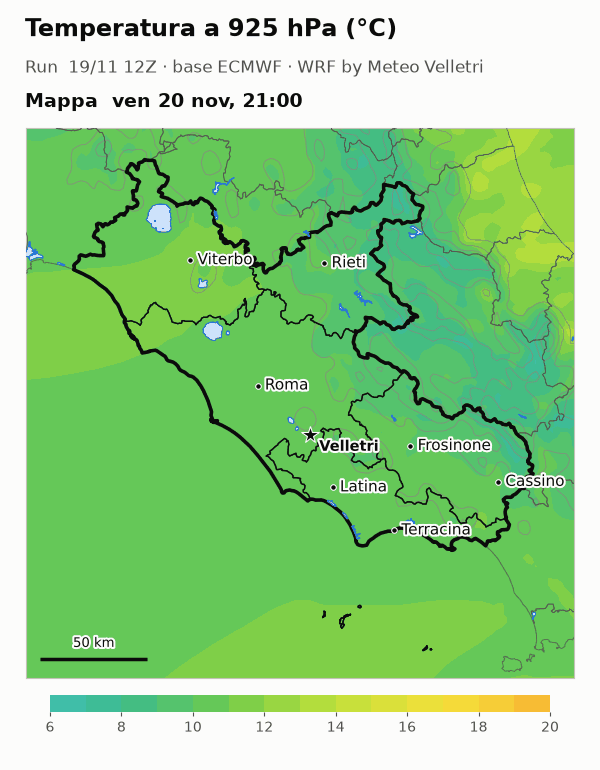 Temperatura a 925 hPa (°C)
Run  19/11 12Z · base ECMWF · WRF by Meteo Velletri
Mappa  ven 20 nov, 21:00
Viterbo
Rieti
Roma
Velletri
Frosinone
Cassino
Latina
Terracina
50 km
6 8 10 12 14 16 18 20